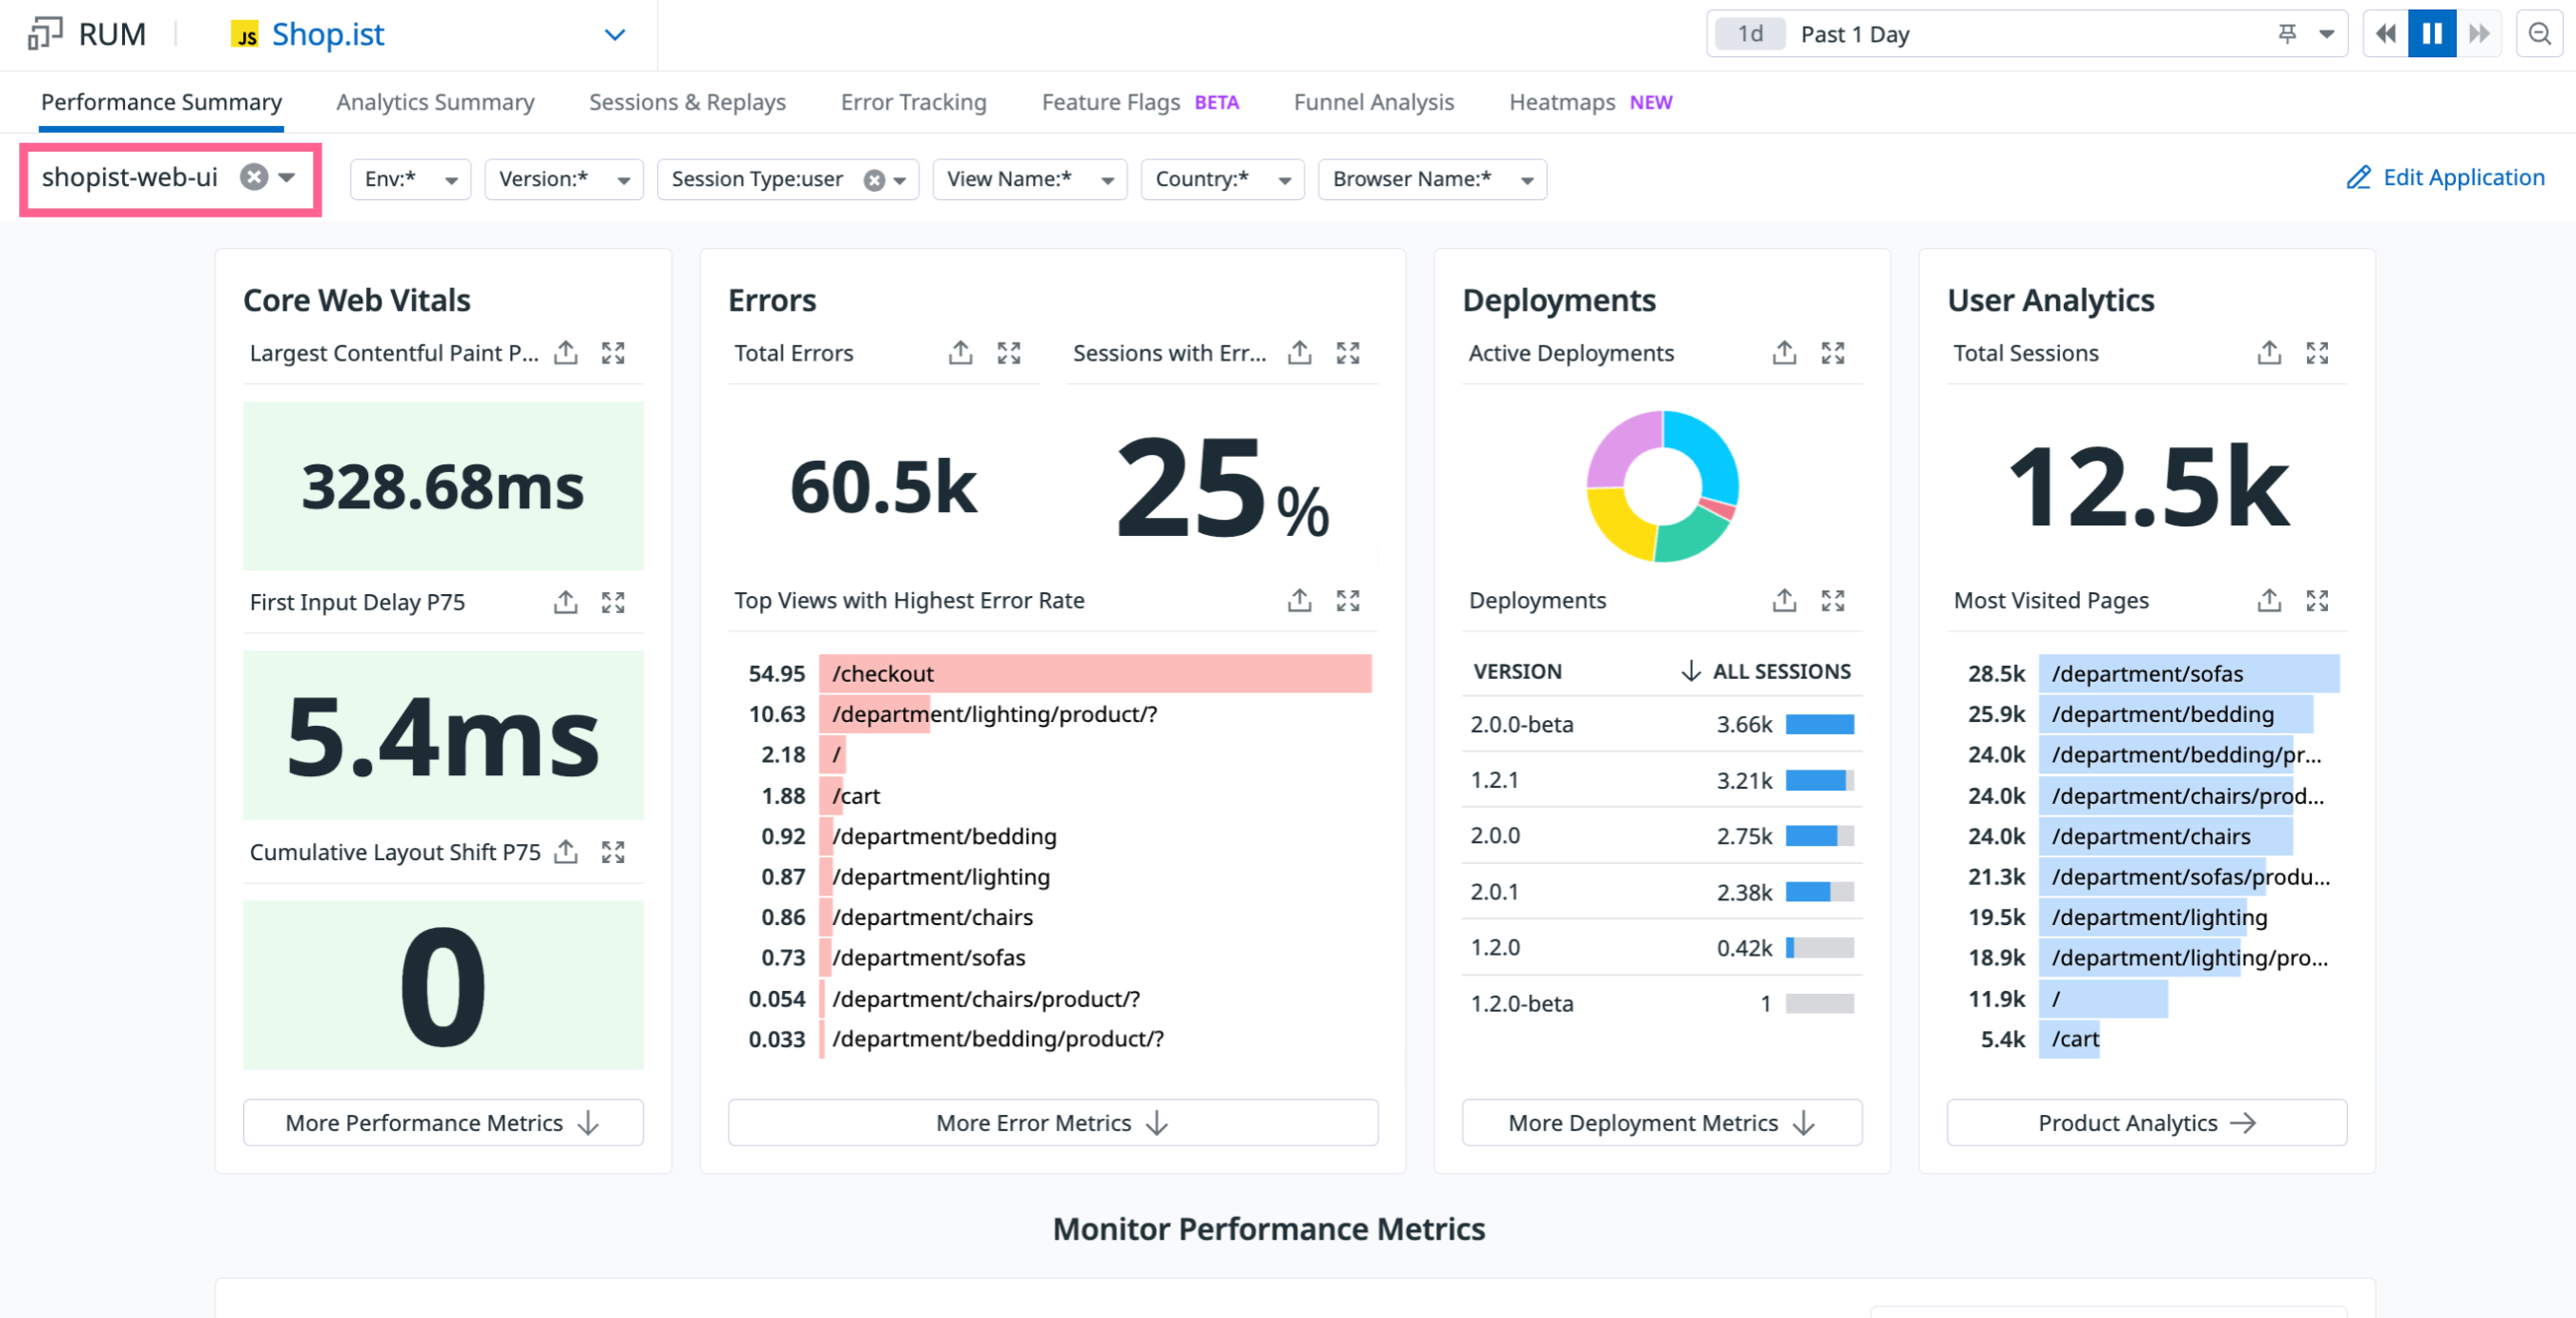 RUM
JS Shop.ist
1d Past 1 Day
Performance Summary
Analytics Summary
Sessions & Replays
Error Tracking
Feature Flags BETA
Funnel Analysis
Heatmaps NEW
shopist-web-ui
Env:*
Version:*
Session Type:user
View Name:*
Country:*
Browser Name:*
Edit Application
Core Web Vitals
Largest Contentful Paint P...
328.68ms
First Input Delay P75
5.4ms
Cumulative Layout Shift P75
0
More Performance Metrics
Errors
Total Errors
60.5k
Sessions with Err...
25%
Top Views with Highest Error Rate
54.95 /checkout
10.63 /department/lighting/product/?
2.18 /
1.88 /cart
0.92 /department/bedding
0.87 /department/lighting
0.86 /department/chairs
0.73 /department/sofas
0.054 /department/chairs/product/?
0.033 /department/bedding/product/?
More Error Metrics
Deployments
Active Deployments
Deployments
VERSION ALL SESSIONS
2.0.0-beta 3.66k
1.2.1 3.21k
2.0.0 2.75k
2.0.1 2.38k
1.2.0 0.42k
1.2.0-beta 1
More Deployment Metrics
User Analytics
Total Sessions
12.5k
Most Visited Pages
28.5k /department/sofas
25.9k /department/bedding
24.0k /department/bedding/pr...
24.0k /department/chairs/prod...
24.0k /department/chairs
21.3k /department/sofas/produ...
19.5k /department/lighting
18.9k /department/lighting/pro...
11.9k /
5.4k /cart
Product Analytics
Monitor Performance Metrics